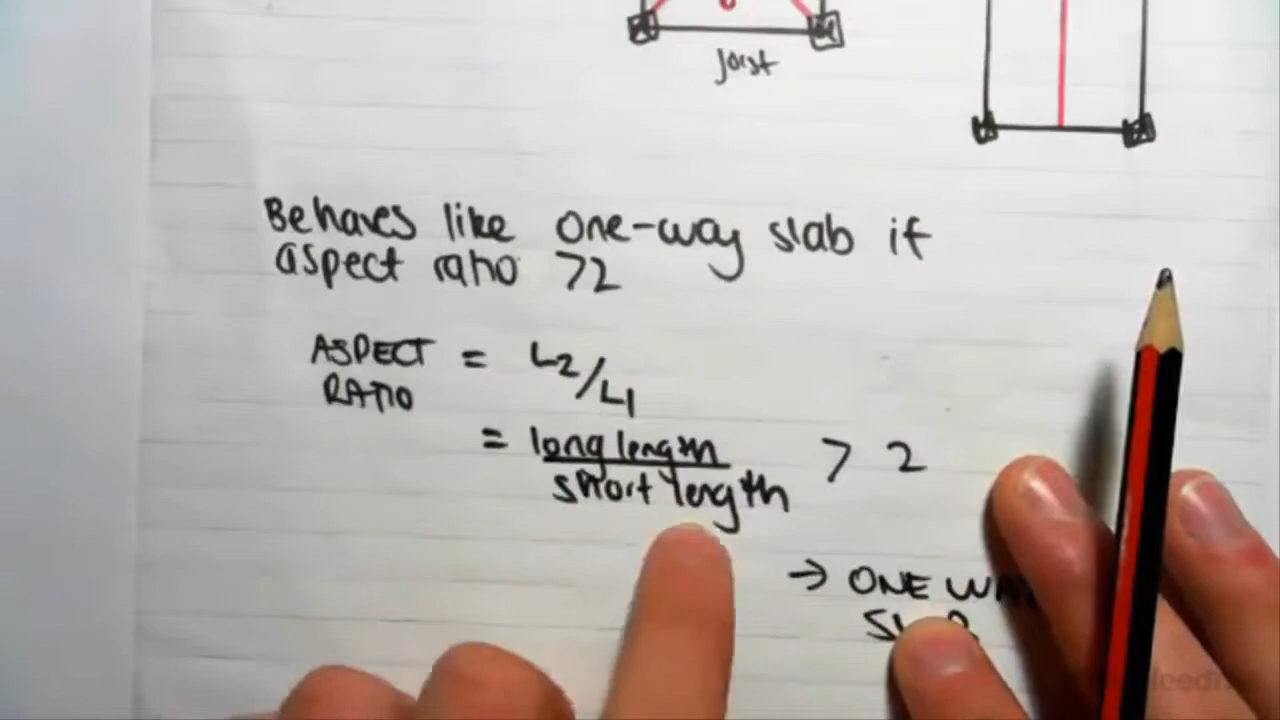 joist
Behaves like one-way slab if
aspect ratio >2
ASPECT = L2/L1
RATIO
= long length > 2
short length
→ ONE WAY